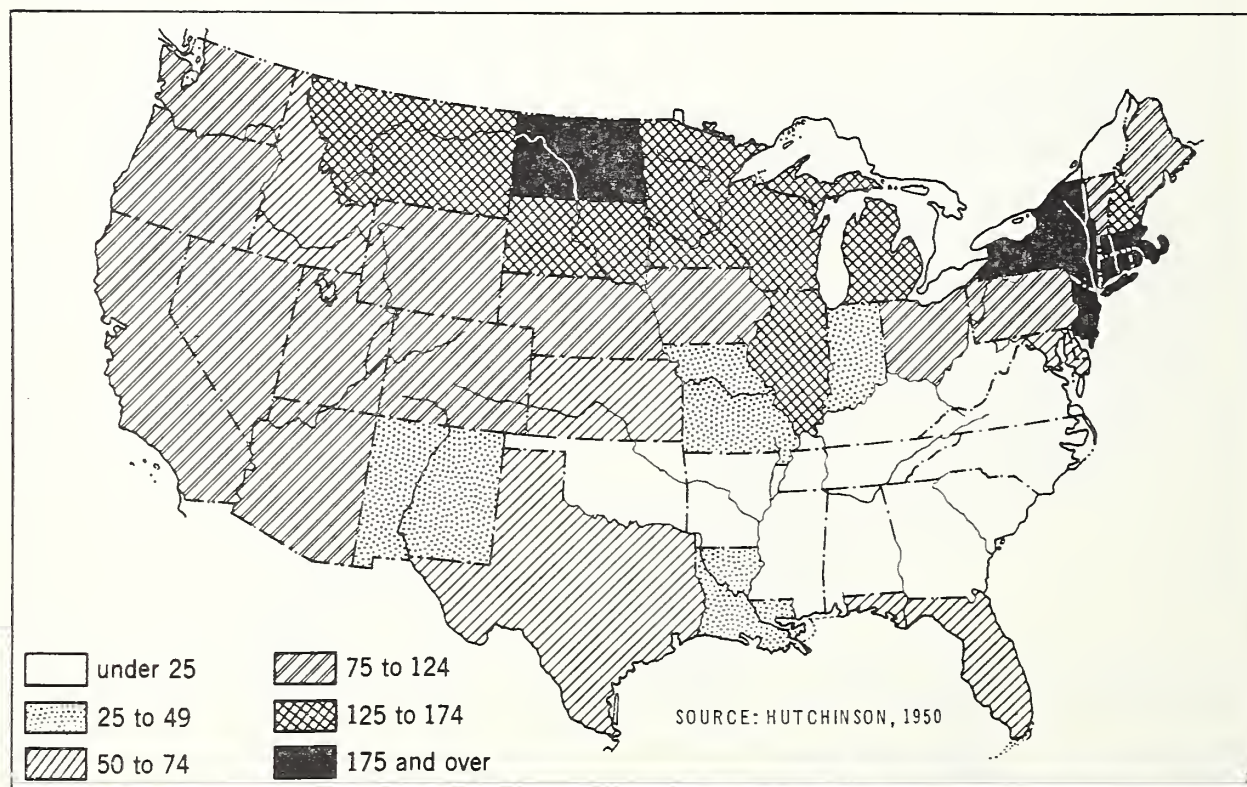 under 25
25 to 49
50 to 74
75 to 124
125 to 174
175 and over
SOURCE: HUTCHINSON, 1950